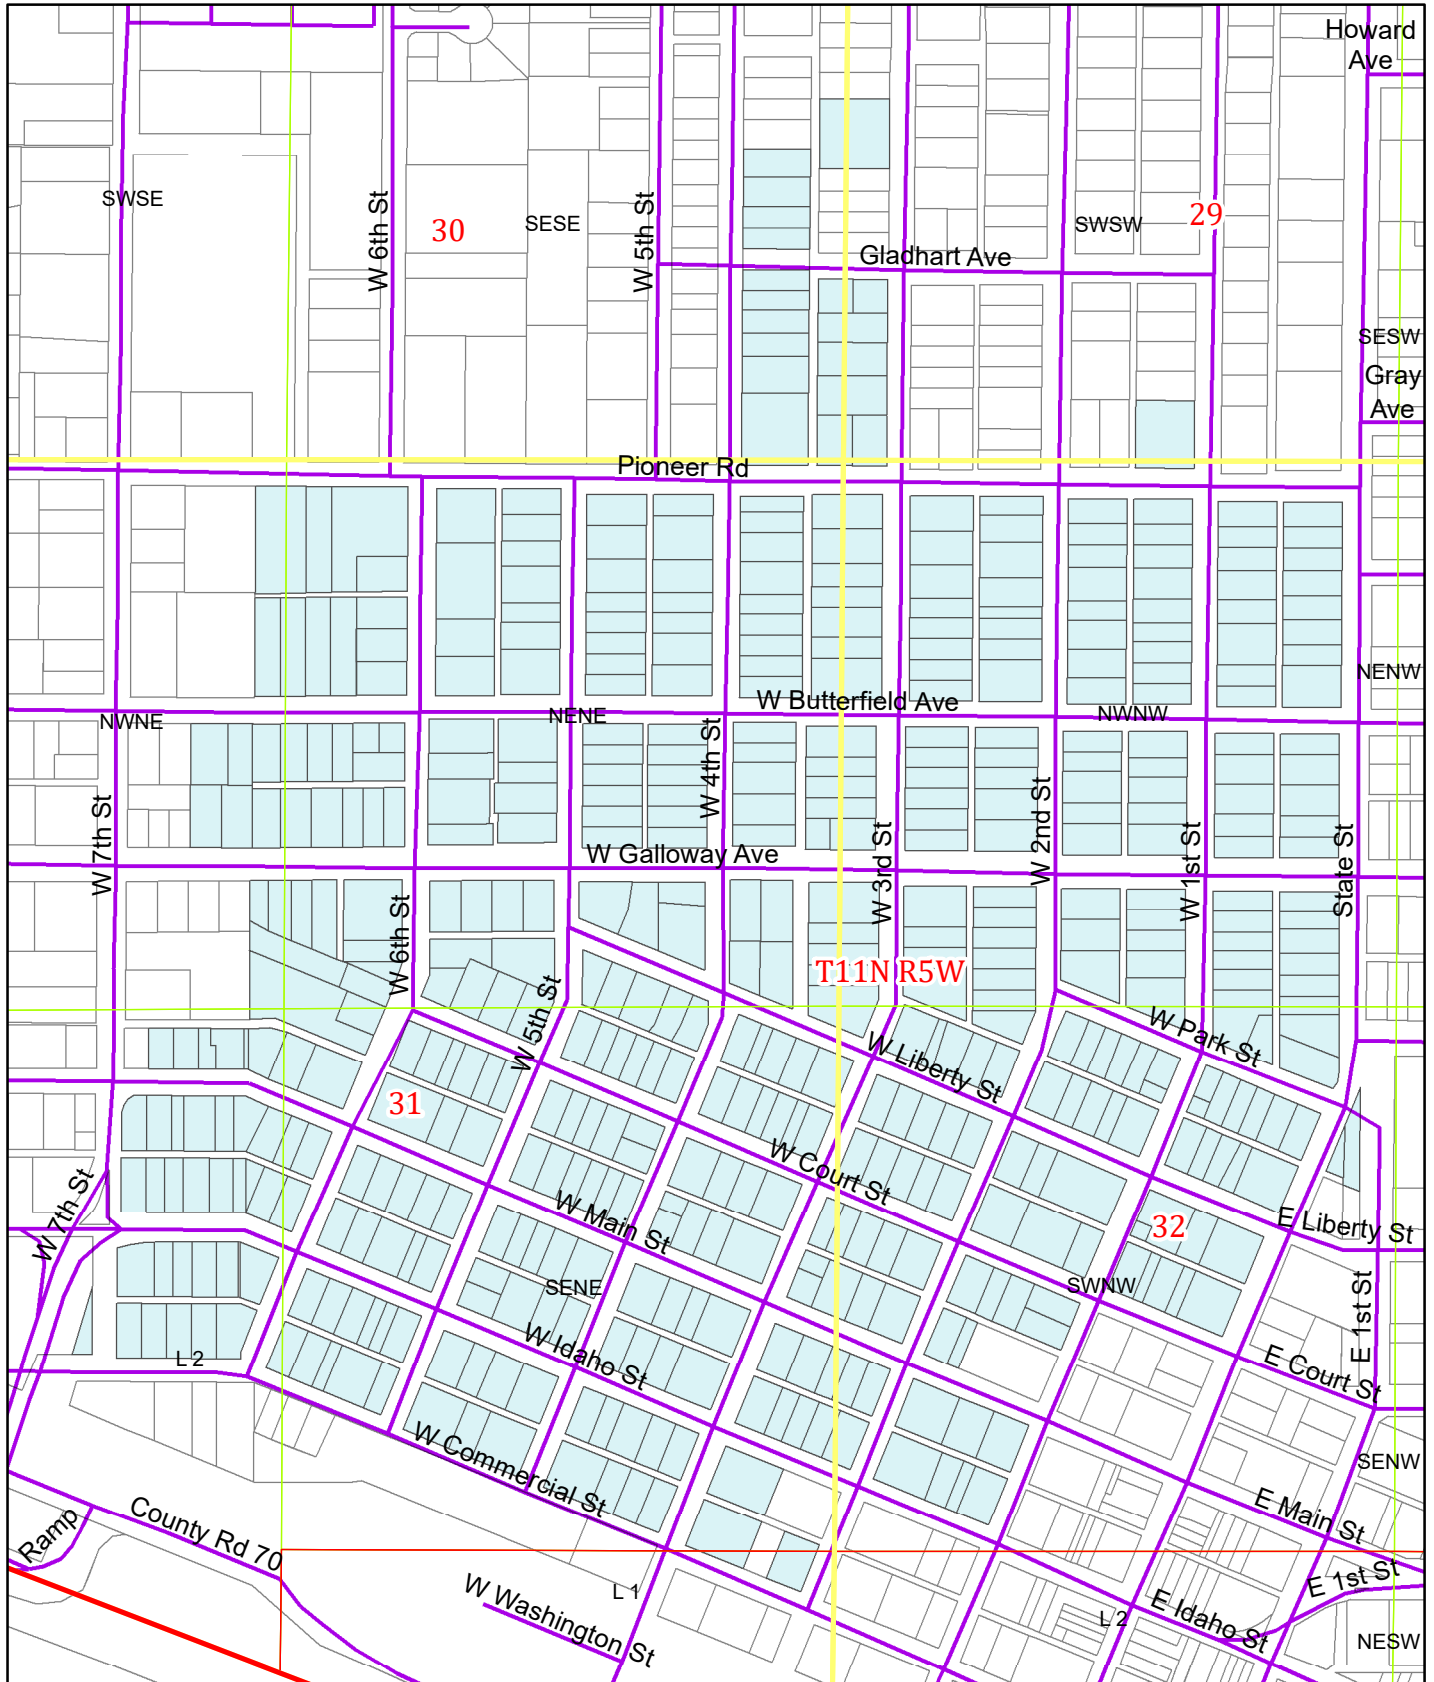 Howard
Ave
SWSE
W 6th St
30
SESE
W 5th St
SWSW
29
Gladhart Ave
SESW
Gray
Ave
Pioneer Rd
NENW
W Butterfield Ave
NWNE
NENE
NWNW
W 4th St
W 7th St
W Galloway Ave
W 3rd St
W 2nd St
W 1st St
State St
W 6th St
T11N R5W
W 5th St
W Liberty St
W Park St
31
W Court St
W 7th St
W Main St
32
E Liberty St
SENE
SWNW
E 1st St
L 2
W Idaho St
E Court St
W Commercial St
SENW
Ramp
County Rd 70
E Main St
W Washington St
L 1
L 2
E Idaho St
E 1st St
NESW